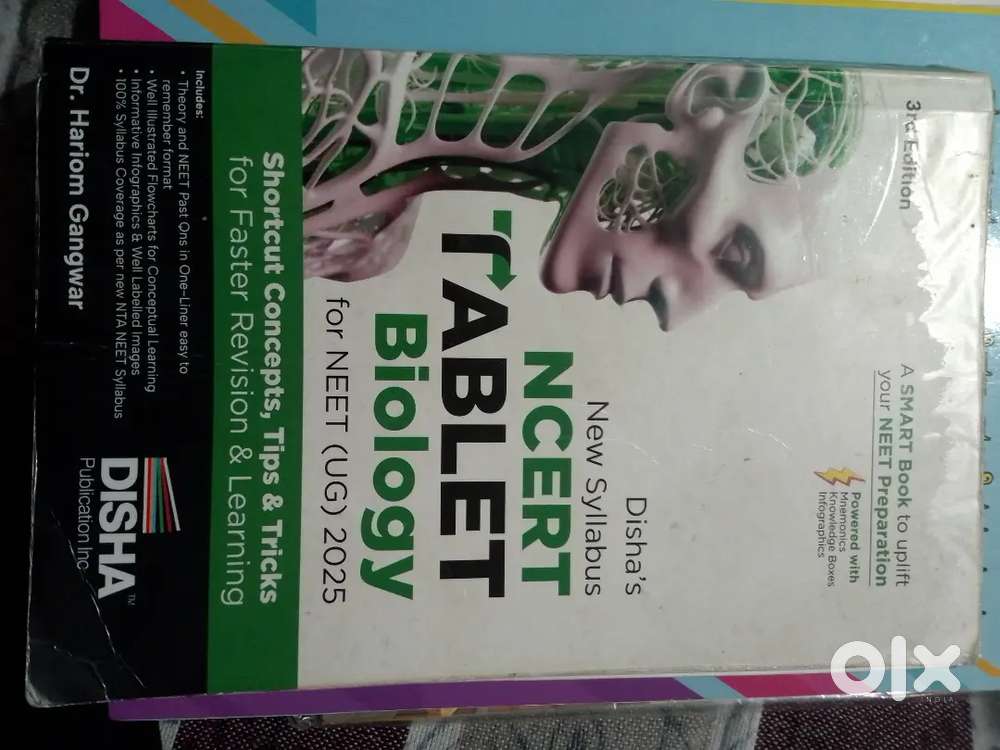 3rd Edition
A SMART Book to uplift
your NEET Preparation
Powered with
Mnemonics
Knowledge Boxes
Infographics
Disha's
New Syllabus
NCERT
TABLET
Biology
for NEET (UG) 2025
Shortcut Concepts, Tips & Tricks
for Faster Revision & Learning
Includes:
• Theory and NEET Past Qns in One-Liner easy to
remember format
• Well Illustrated Flowcharts for Conceptual Learning
• Informative Infographics & Well Labelled Images
• 100% Syllabus Coverage as per new NTA NEET Syllabus
Dr. Hariom Gangwar
DISHA™
Publication Inc
olx
INDIA